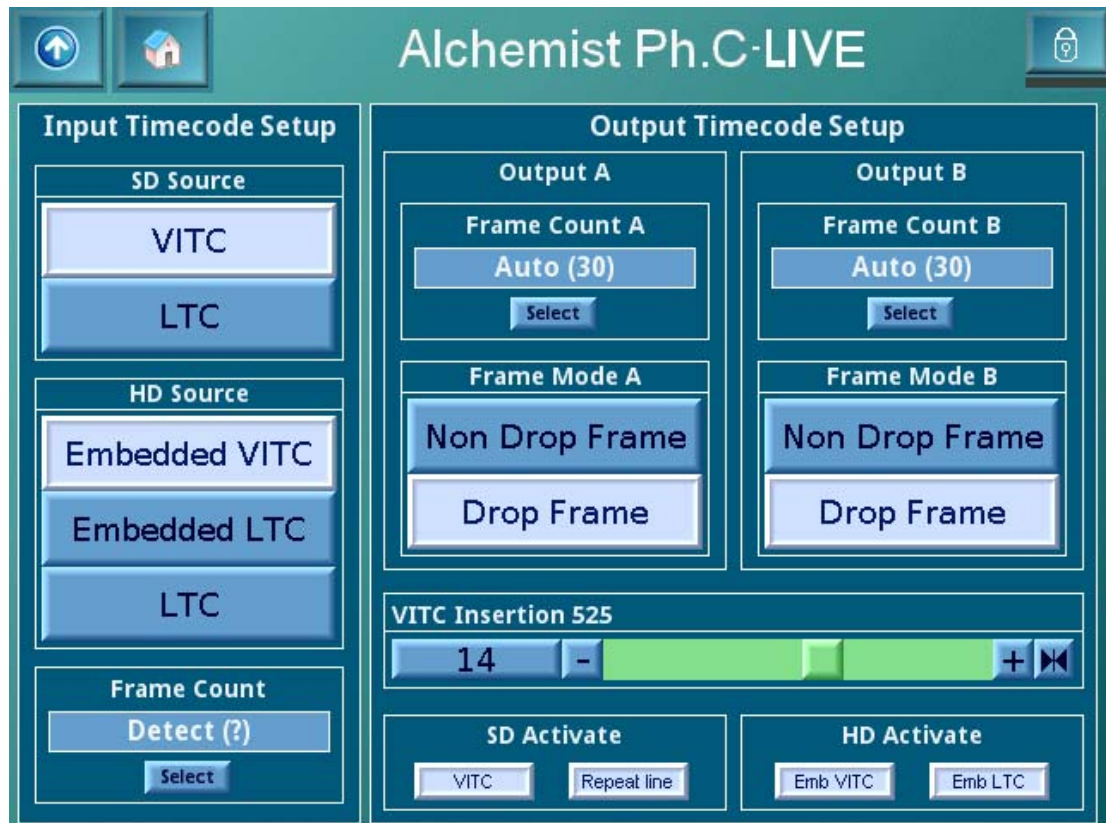 Alchemist Ph.C-LIVE
Input Timecode Setup
SD Source
VITC
LTC
HD Source
Embedded VITC
Embedded LTC
LTC
Frame Count
Detect (?)
Select
Output Timecode Setup
Output A
Frame Count A
Auto (30)
Select
Frame Mode A
Non Drop Frame
Drop Frame
Output B
Frame Count B
Auto (30)
Select
Frame Mode B
Non Drop Frame
Drop Frame
VITC Insertion 525
14 - +
SD Activate
VITC Repeat line
HD Activate
Emb VITC Emb LTC